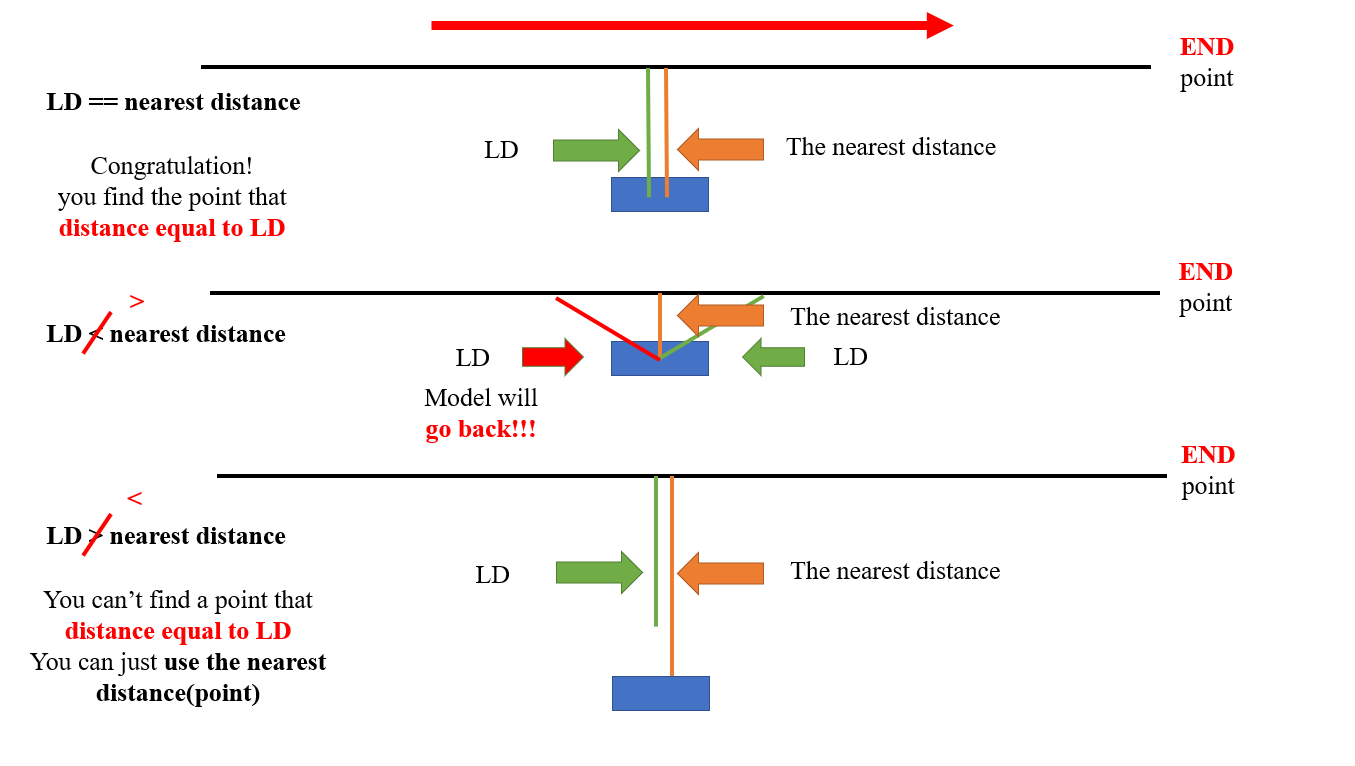 END
point
LD == nearest distance
LD
The nearest distance
Congratulation!
you find the point that
distance equal to LD
END
point
>
LD < nearest distance
The nearest distance
LD
LD
Model will
go back!!!
END
point
<
LD > nearest distance
LD
The nearest distance
You can’t find a point that
distance equal to LD
You can just use the nearest
distance(point)